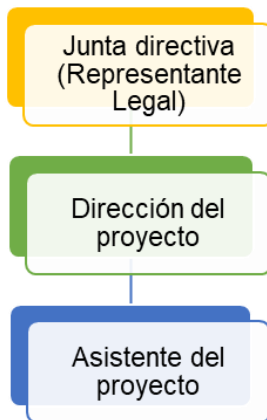 Junta directiva
(Representante
Legal)
Dirección del
proyecto
Asistente del
proyecto